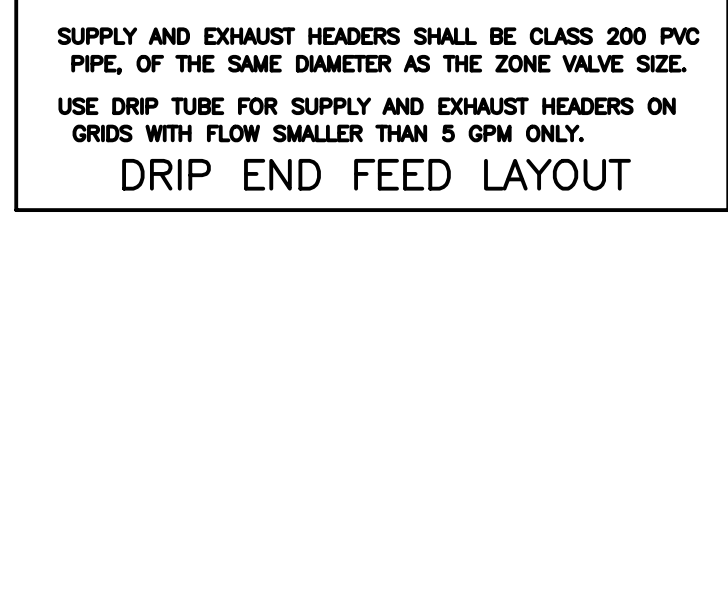 SUPPLY AND EXHAUST HEADERS SHALL BE CLASS 200 PVC
PIPE, OF THE SAME DIAMETER AS THE ZONE VALVE SIZE.
USE DRIP TUBE FOR SUPPLY AND EXHAUST HEADERS ON
GRIDS WITH FLOW SMALLER THAN 5 GPM ONLY.
DRIP END FEED LAYOUT